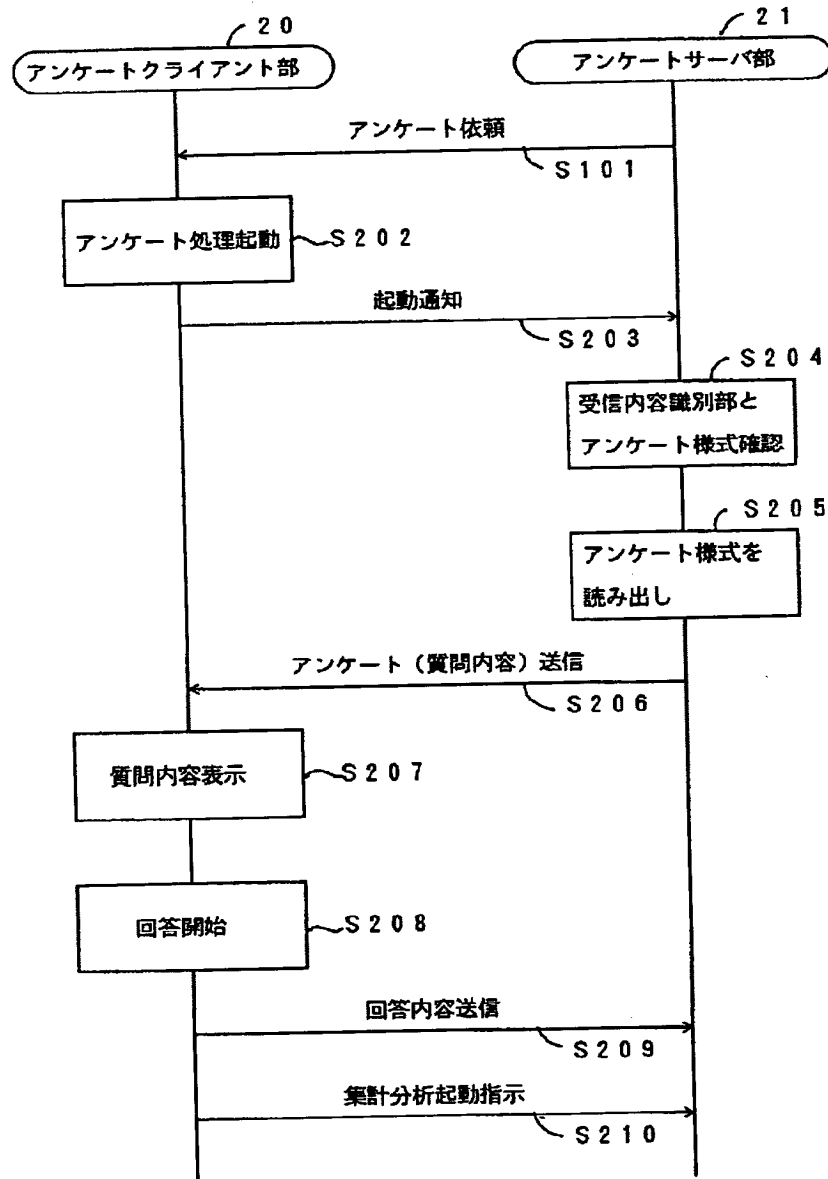 20
21
アンケートクライアント部
アンケートサーバ部
アンケート依頼
S101
アンケート処理起動
S202
起動通知
S203
S204
受信内容識別部と
アンケート様式確認
S205
アンケート様式を
読み出し
アンケート（質問内容）送信
S206
質問内容表示
S207
回答開始
S208
回答内容送信
S209
集計分析起動指示
S210